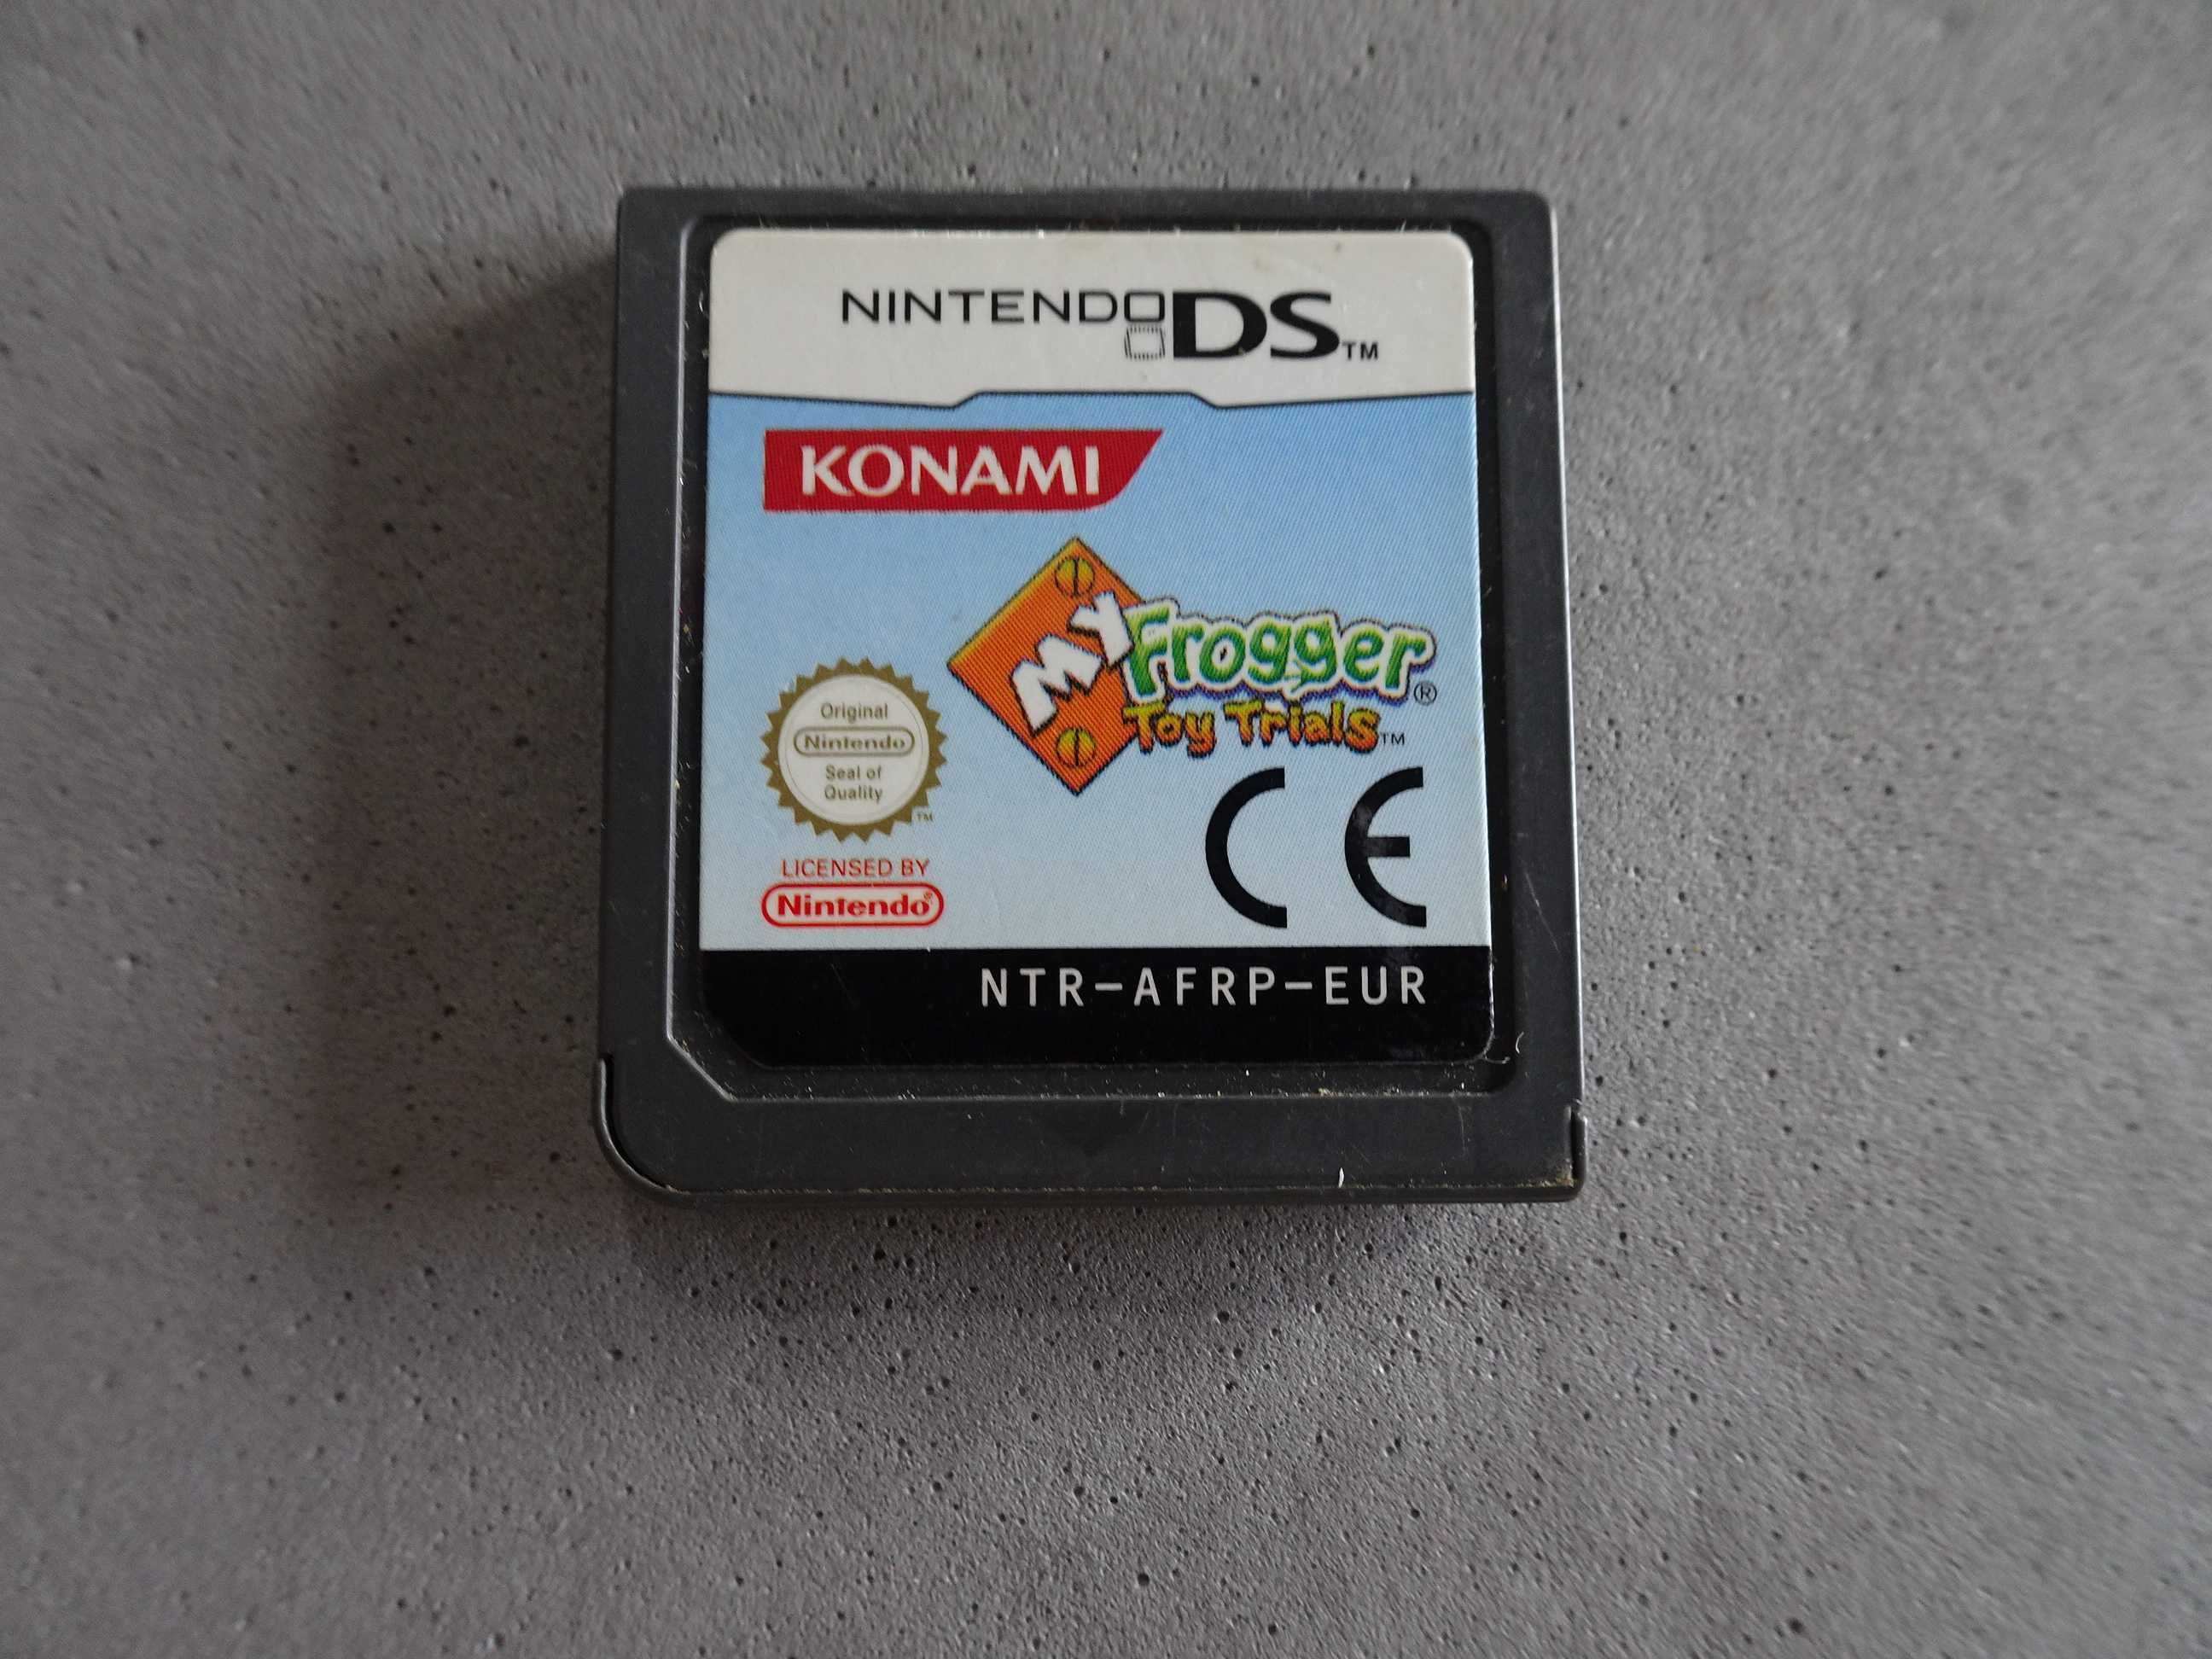 NINTENDO DS™
KONAMI
MY Frogger®
Toy Trials™
Original
Nintendo
Seal of
Quality
™
LICENSED BY
Nintendo®
CE
NTR-AFRP-EUR